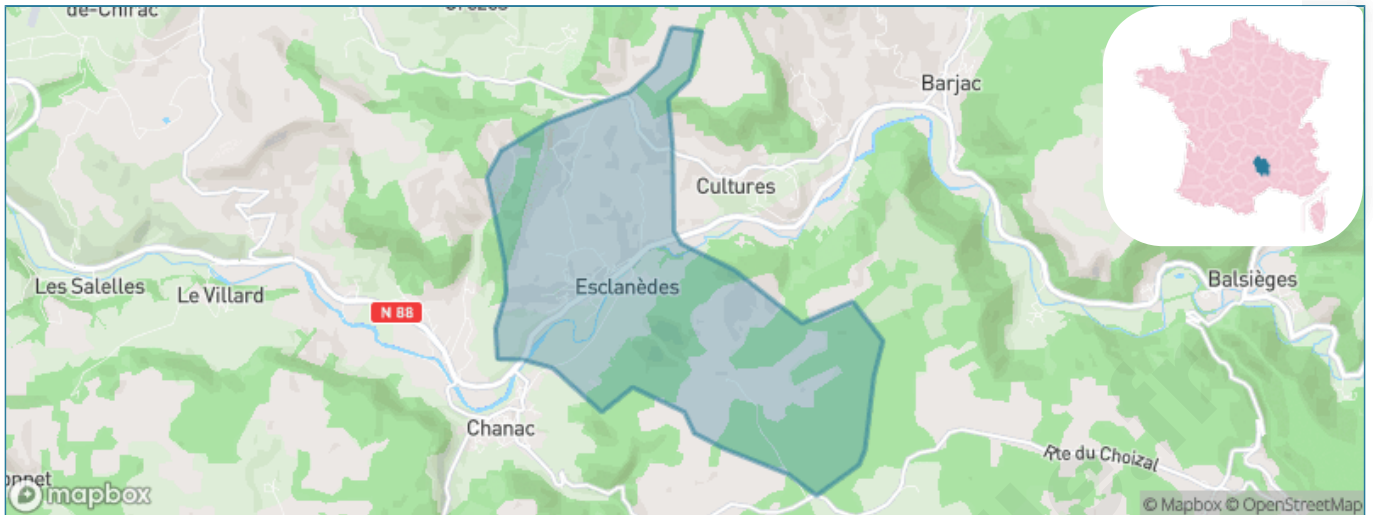 de-Chirac
Barjac
Cultures
Esclanèdes
Les Salelles
Le Villard
N 88
Balsièges
Chanac
Rte du Choizal
mapbox
© Mapbox © OpenStreetMap